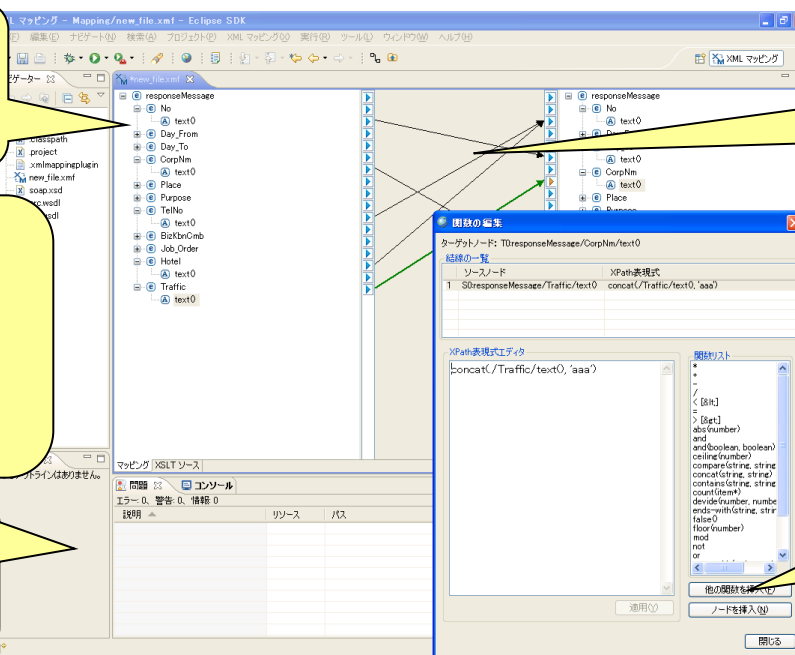 XML マッピング - Mapping/new_file.xmf - Eclipse SDK
編集(E) ナビゲート(N) 検索(A) プロジェクト(P) XML マッピング(X) 実行(R) ツール(L) ウィンドウ(W) ヘルプ(H)
XML マッピング
ビゲーター
*new_file.xmf
.classpath
.project
.xmlmappingplugin
new_file.xmf
soap.xsd
rc.wsdl
responseMessage
No
text0
Day_From
Day_To
CorpNm
text0
Place
Purpose
TelNo
text0
BizKbnCmb
Job_Order
Hotel
text0
Traffic
text0
responseMessage
No
text0
text0
CorpNm
text0
Place
Purpose
マッピング XSLT ソース
トラインはありません。
問題 コンソール
エラー: 0、警告: 0、情報: 0
説明 リソース パス
関数の編集
ターゲットノード: T0:responseMessage/CorpNm/text0
結線の一覧
ソースノード XPath表現式
1 S0:responseMessage/Traffic/text0 concat(./Traffic/text0, 'aaa')
XPath表現式エディタ
concat(./Traffic/text0, 'aaa')
適用(Y)
関数リスト
*
+
-
/
< [&lt;]
=
> [&gt;]
abs(number)
and
and(boolean, boolean)
ceiling(number)
compare(string, string
concat(string, string)
contains(string, string
count(item*)
devide(number, numbe
ends-with(string, strir
false()
floor(number)
mod
not
or
他の関数を挿入(F)
ノードを挿入(N)
閉じる